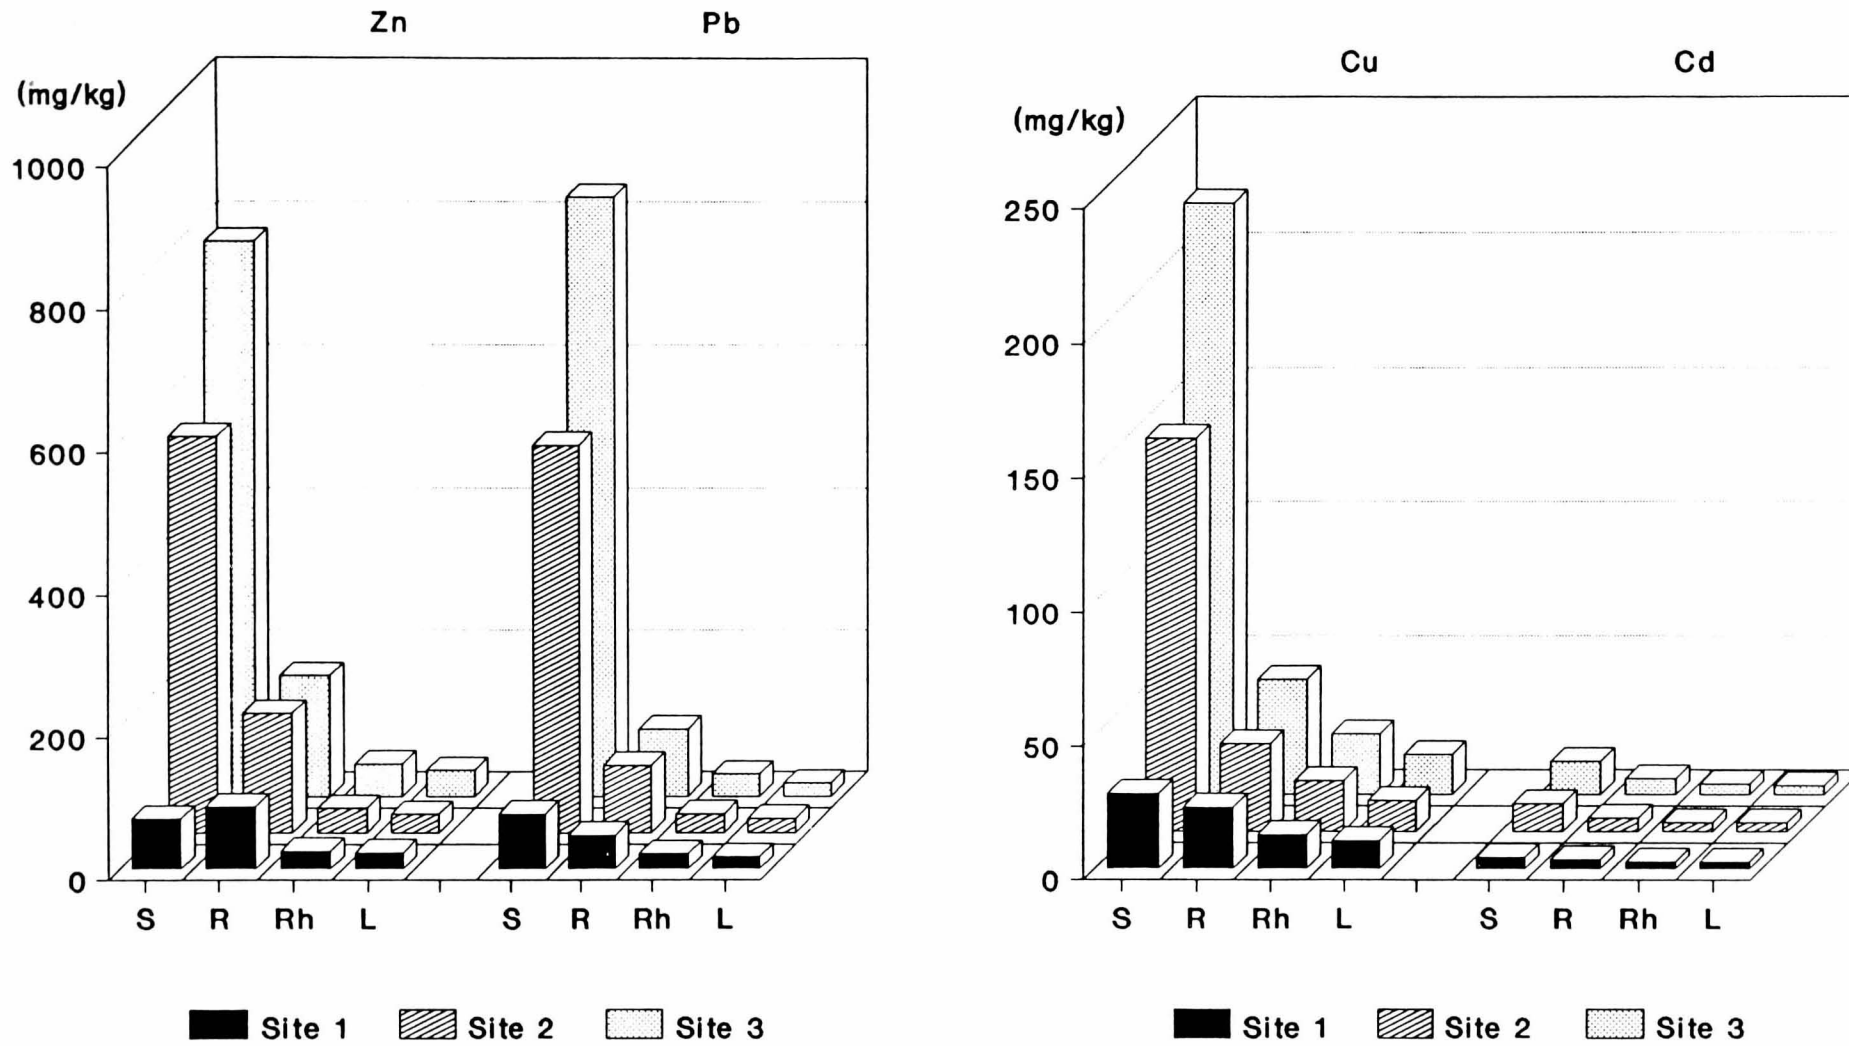 Zn Pb
(mg/kg)
1000
800
600
400
200
0
S R Rh L S R Rh L
Site 1 Site 2 Site 3
Cu Cd
(mg/kg)
250
200
150
100
50
0
S R Rh L S R Rh L
Site 1 Site 2 Site 3